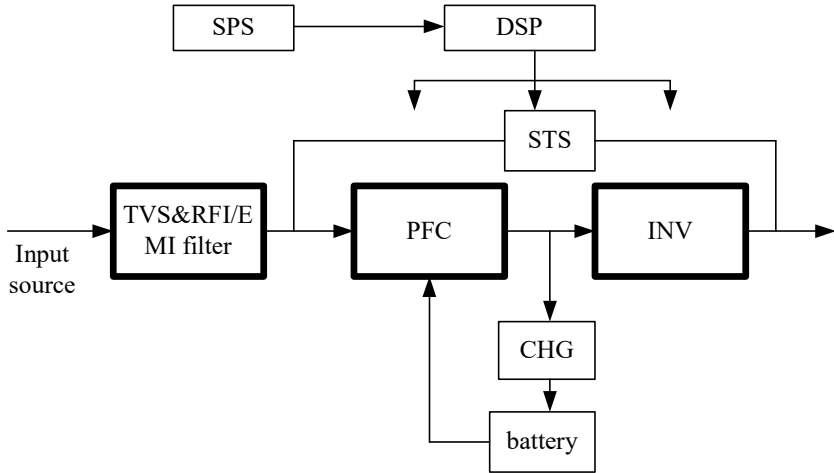 SPS
DSP
STS
TVS&RFI/E
MI filter
PFC
INV
Input
source
CHG
battery